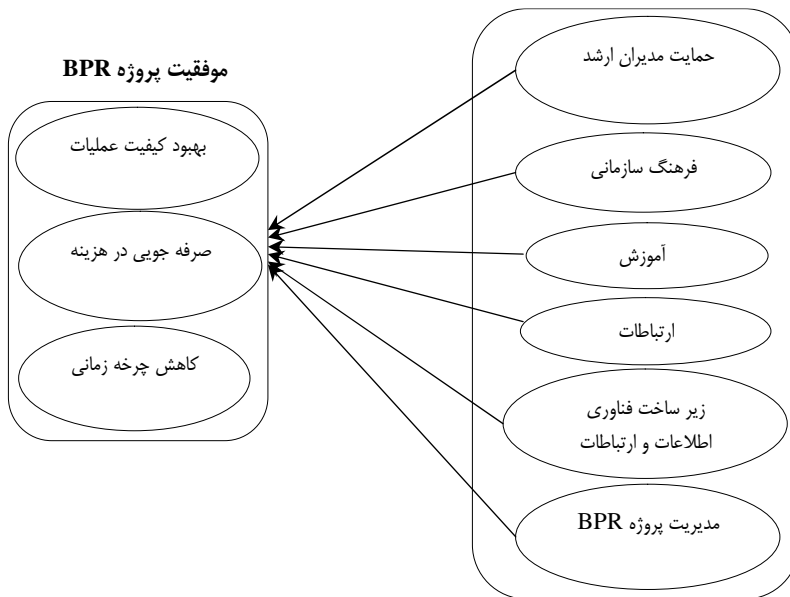 حمایت مدیران ارشد
فرهنگ سازمانی
آموزش
ارتباطات
زیر ساخت فناوری
اطلاعات و ارتباطات
مدیریت پروژه BPR
موفقیت پروژه BPR
بهبود کیفیت عملیات
صرفه جویی در هزینه
کاهش چرخه زمانی